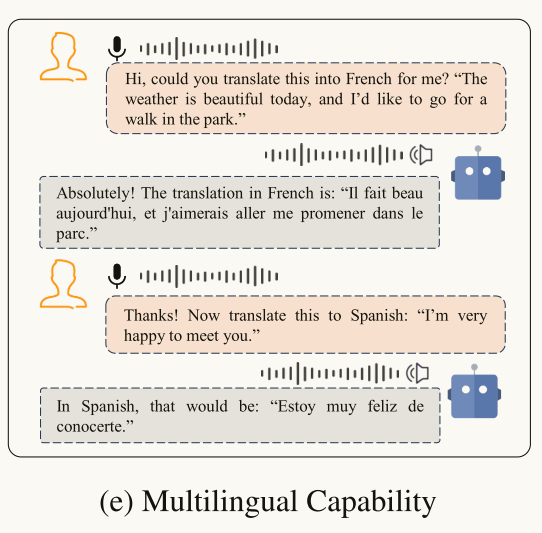 Hi, could you translate this into French for me? “The
weather is beautiful today, and I’d like to go for a
walk in the park.”
Absolutely! The translation in French is: “Il fait beau
aujourd'hui, et j'aimerais aller me promener dans le
parc.”
Thanks! Now translate this to Spanish: “I’m very
happy to meet you.”
In Spanish, that would be: “Estoy muy feliz de
conocerte.”
(e) Multilingual Capability